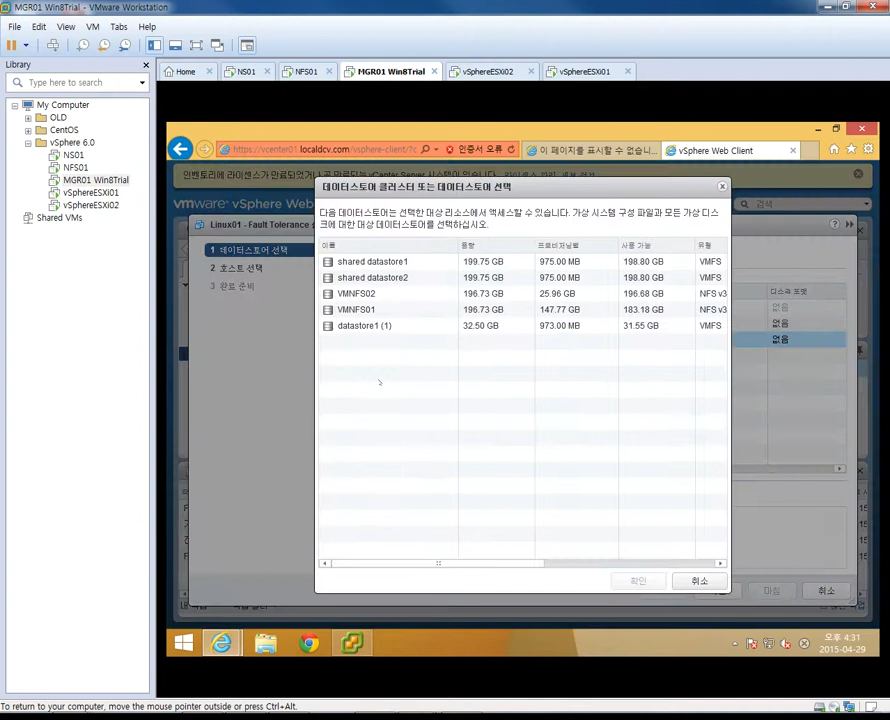 MGR01 Win8Trial - VMware Workstation
File Edit View VM Tabs Help
Library
Type here to search
My Computer
OLD
CentOS
vSphere 6.0
NS01
NFS01
MGR01 Win8Trial
vSphereESXi01
vSphereESXi02
Shared VMs
Home NS01 NFS01 MGR01 Win8Trial vSphereESXi02 vSphereESXi01
https://vcenter01.localdcv.com/vsphere-client/?c 인증서 오류 이 페이지를 표시할 수 없습니... vSphere Web Client
vmware vSphere Web 검색
Linux01 - Fault Tolerance
1 데이터스토어 선택
2 호스트 선택
3 완료 준비
데이터스토어 클러스터 또는 데이터스토어 선택
다음 데이터스토어는 선택한 대상 리소스에서 액세스할 수 있습니다. 가상 시스템 구성 파일과 모든 가상 디스
크에 대한 대상 데이터스토어를 선택하십시오.
이름 용량 프로비저닝됨 사용 가능 유형
shared datastore1 199.75 GB 975.00 MB 198.80 GB VMFS
shared datastore2 199.75 GB 975.00 MB 198.80 GB VMFS
VMNFS02 196.73 GB 25.96 GB 196.68 GB NFS v3
VMNFS01 196.73 GB 147.77 GB 183.18 GB NFS v3
datastore1 (1) 32.50 GB 973.00 MB 31.55 GB VMFS
확인 취소
디스크 포맷
없음
없음
없음
마침 취소
오후 4:31
2015-04-29
To return to your computer, move the mouse pointer outside or press Ctrl+Alt.